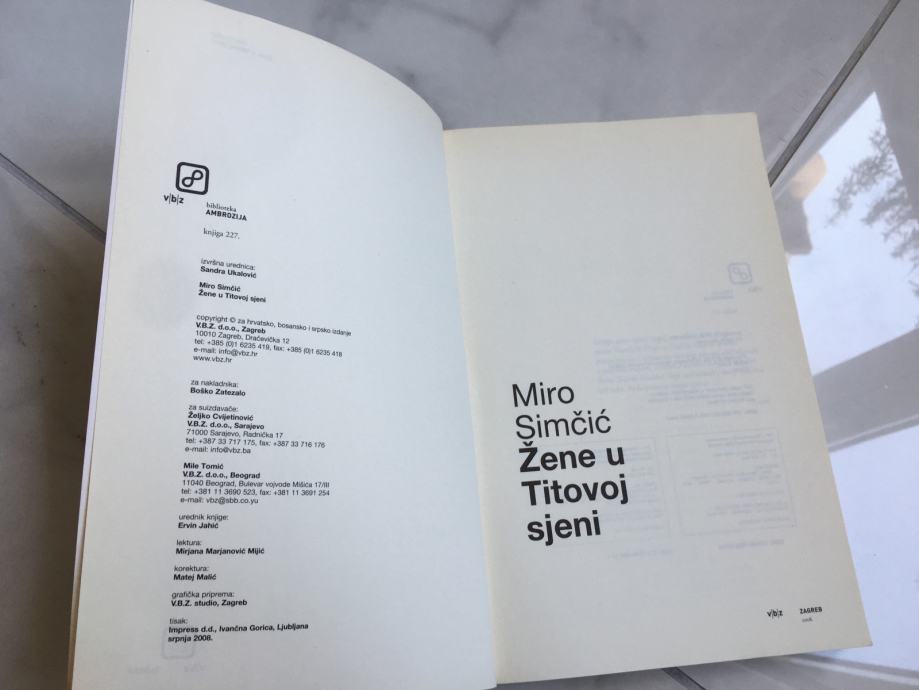 v|b|z
biblioteka
AMBROZIJA
knjiga 227.
izvršna urednica:
Sandra Ukalović
Miro Simčić
Žene u Titovoj sjeni
copyright © za hrvatsko, bosansko i srpsko izdanje
V.B.Z. d.o.o., Zagreb
10010 Zagreb, Dračevička 12
tel: +385 (0)1 6235 419, fax: +385 (0)1 6235 418
e-mail: info@vbz.hr
www.vbz.hr
za nakladnika:
Boško Zatezalo
za suizdavače:
Željko Cvijetinović
V.B.Z. d.o.o., Sarajevo
71000 Sarajevo, Radnička 17
tel: +387 33 717 175, fax: +387 33 716 176
e-mail: info@vbz.ba
Mile Tomić
V.B.Z. d.o.o., Beograd
11040 Beograd, Bulevar vojvode Mišića 17/III
tel: +381 11 3690 523, fax: +381 11 3691 254
e-mail: vbz@sbb.co.yu
urednik knjige:
Ervin Jahić
lektura:
Mirjana Marjanović Mijić
korektura:
Matej Malić
grafička priprema:
V.B.Z. studio, Zagreb
tisak:
Impress d.d., Ivančna Gorica, Ljubljana
srpnja 2008.
Miro
Simčić
Žene u
Titovoj
sjeni
v|b|z ZAGREB
2008.